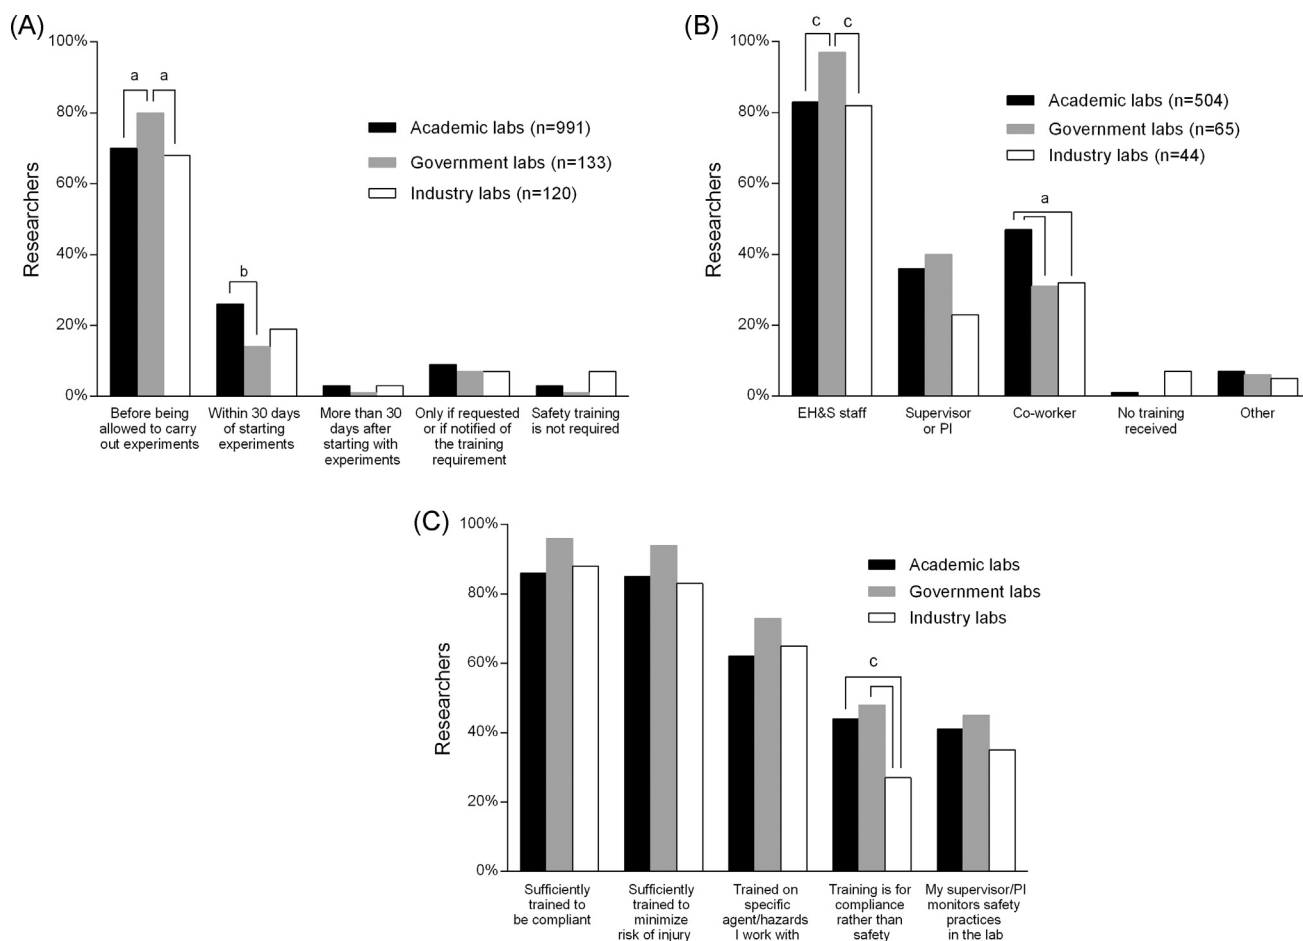 (A)
Researchers
100%
80%
60%
40%
20%
0%
a
a
b
Academic labs (n=991)
Government labs (n=133)
Industry labs (n=120)
Before being
allowed to carry
out experiments
Within 30 days
of starting
experiments
More than 30
days after
starting with
experiments
Only if requested
or if notified of
the training
requirement
Safety training
is not required
(B)
Researchers
100%
80%
60%
40%
20%
0%
c
c
a
Academic labs (n=504)
Government labs (n=65)
Industry labs (n=44)
EH&S staff
Supervisor
or PI
Co-worker
No training
received
Other
(C)
Researchers
100%
80%
60%
40%
20%
0%
c
Academic labs
Government labs
Industry labs
Sufficiently
trained to
be compliant
Sufficiently
trained to
minimize
risk of injury
Trained on
specific
agent/hazards
I work with
Training is for
compliance
rather than
safety
My supervisor/PI
monitors safety
practices
in the lab